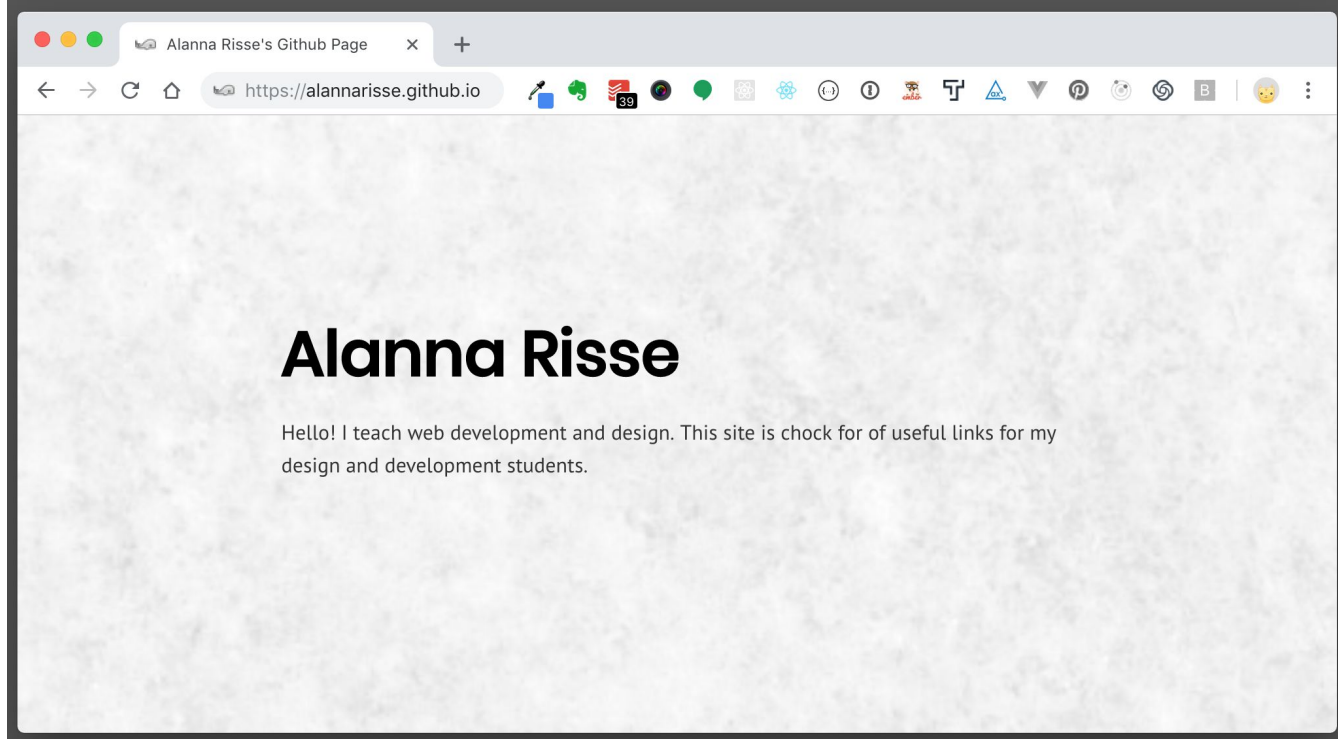 Alanna Risse's Github Page
https://alannarisse.github.io
39
B
Alanna Risse
Hello! I teach web development and design. This site is chock for of useful links for my
design and development students.